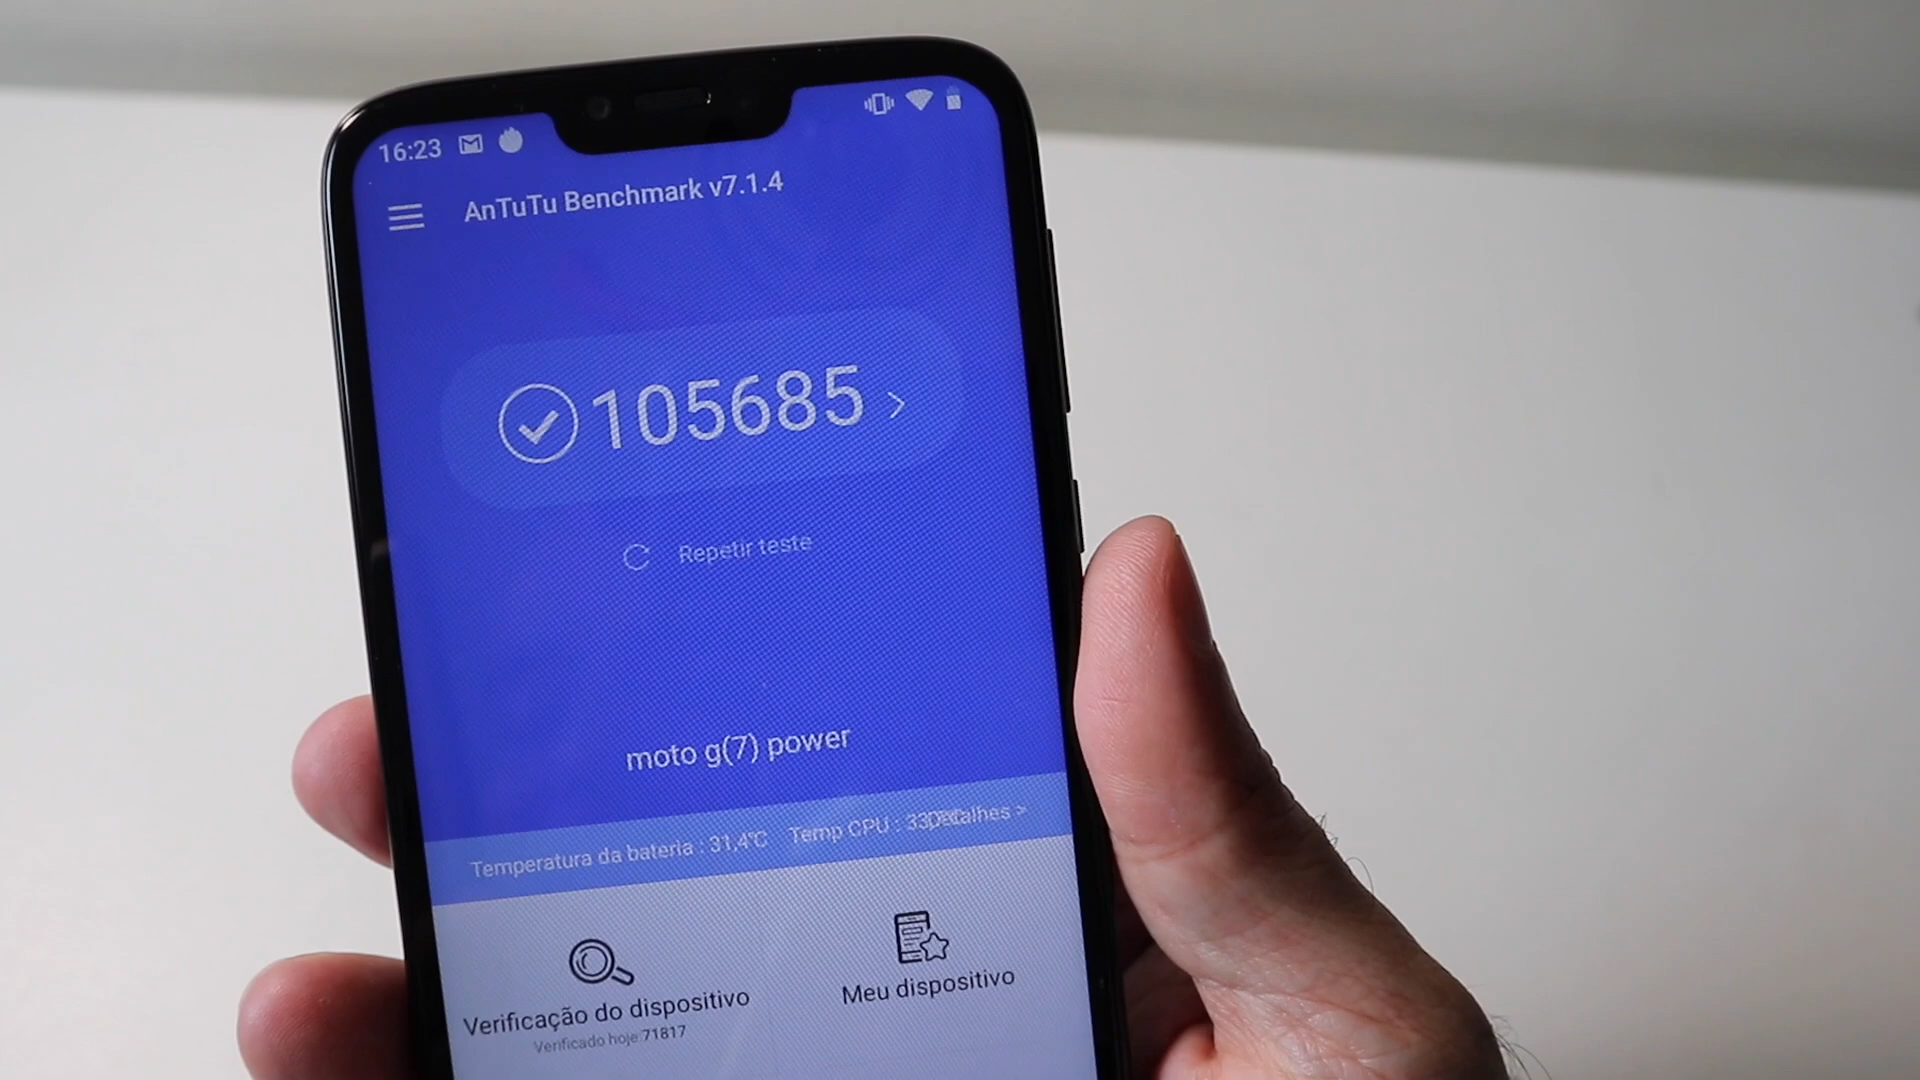 16:23
AnTuTu Benchmark v7.1.4
105685 >
Repetir teste
moto g(7) power
Temperatura da bateria : 31,4℃ Temp CPU : Detalhes >
Verificação do dispositivo
Verificado hoje:71817
Meu dispositivo